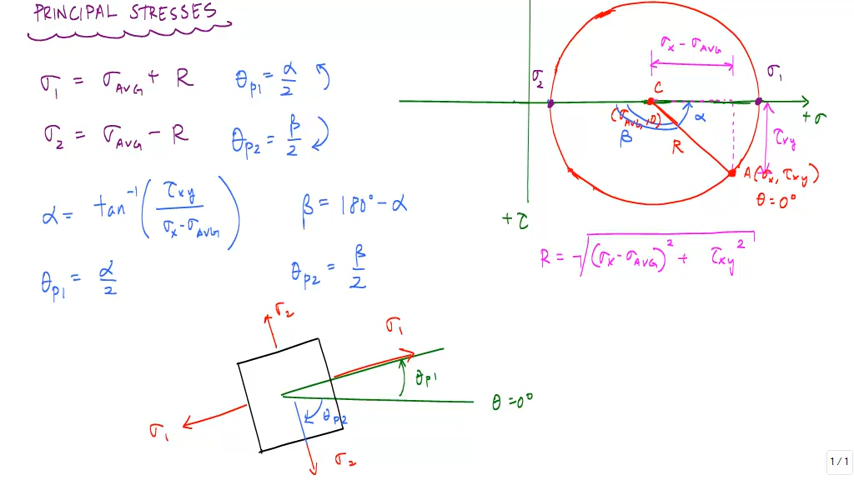 PRINCIPAL STRESSES
σ1 = σAVG + R
θp1 = α/2
σ2 = σAVG − R
θp2 = β/2
α = tan⁻¹(τxy / (σx − σAVG))
β = 180° − α
θp1 = α/2
θp2 = β/2
σx − σAVG
σ2
C
σ1
+σ
(σAVG, 0)
α
τxy
β
R
A(σx, τxy)
θ=0°
+τ
R = √((σx − σAVG)² + τxy²)
σ2
σ1
θp1
θ=0°
θp2
σ1
σ2
1/1